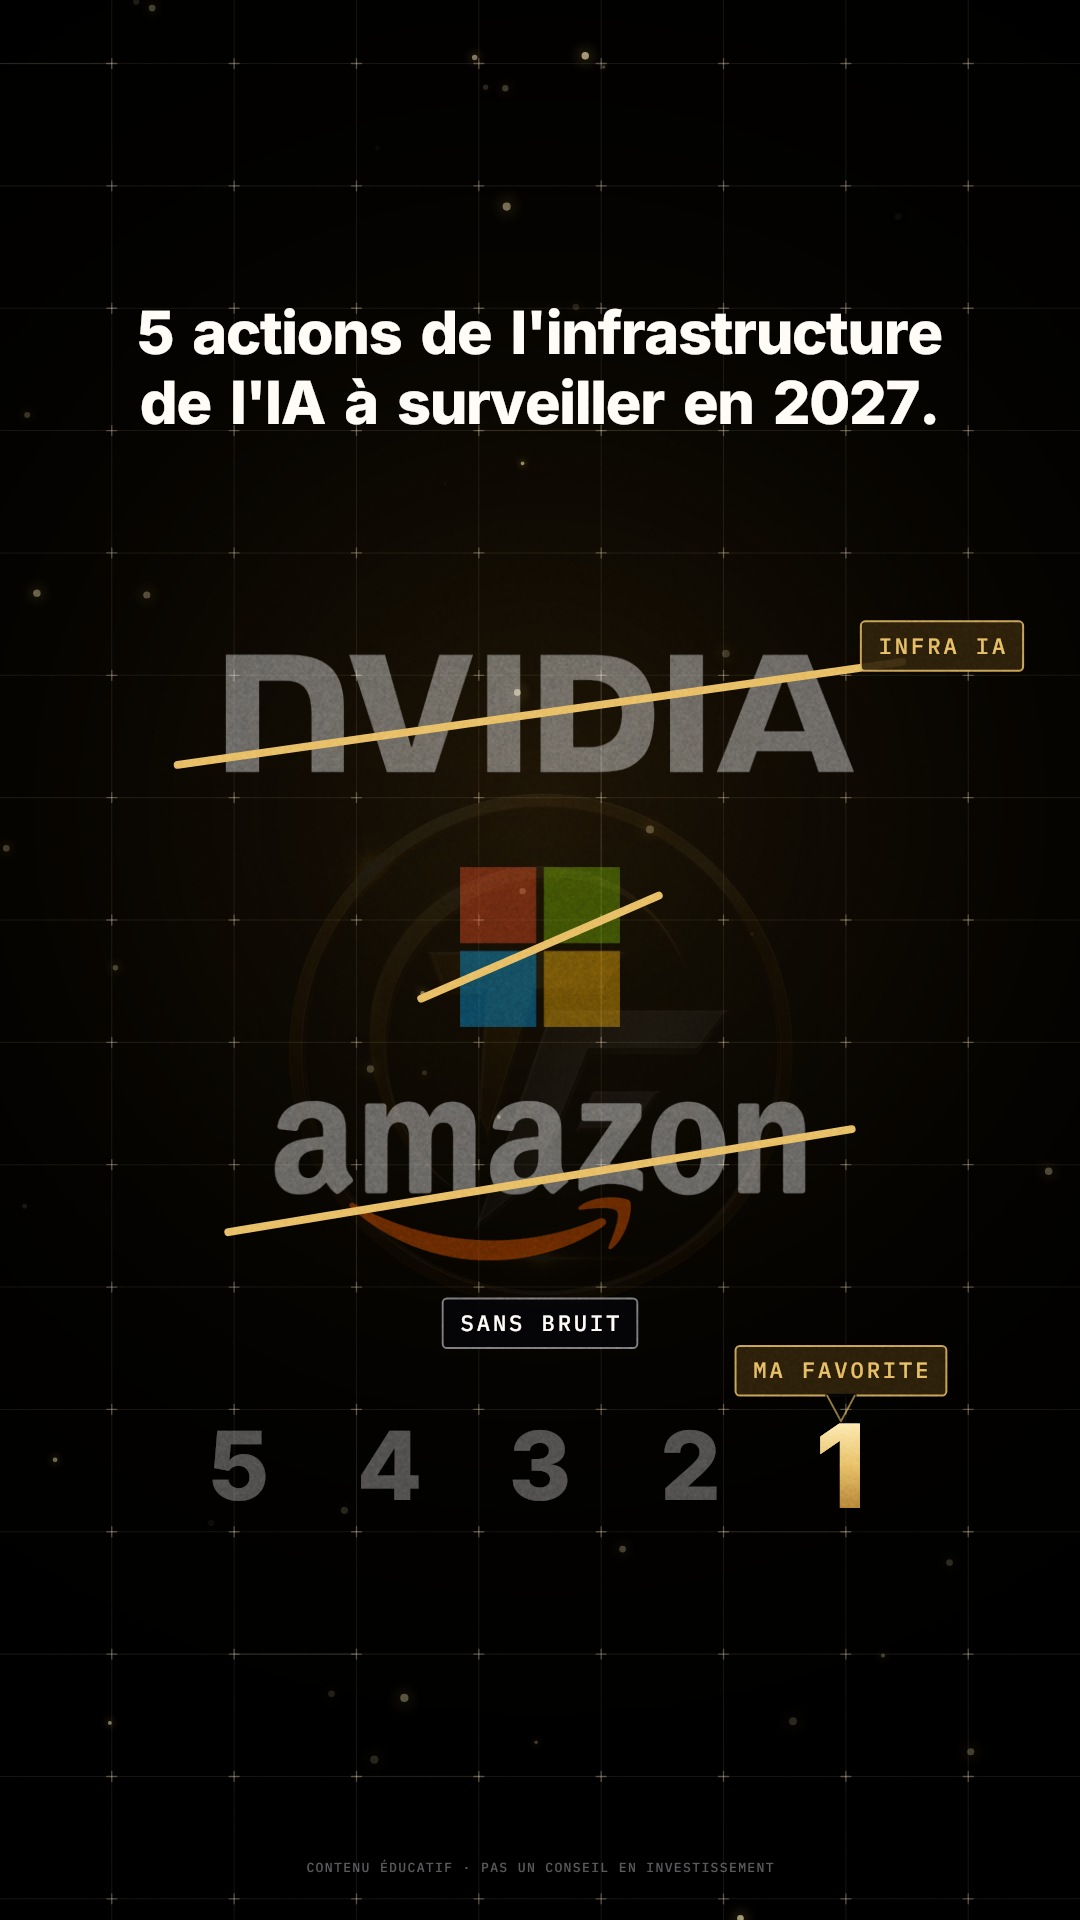 5 actions de l'infrastructure
de l'IA à surveiller en 2027.
INFRA IA
NVIDIA
amazon
SANS BRUIT
MA FAVORITE
5 4 3 2 1
CONTENU ÉDUCATIF · PAS UN CONSEIL EN INVESTISSEMENT